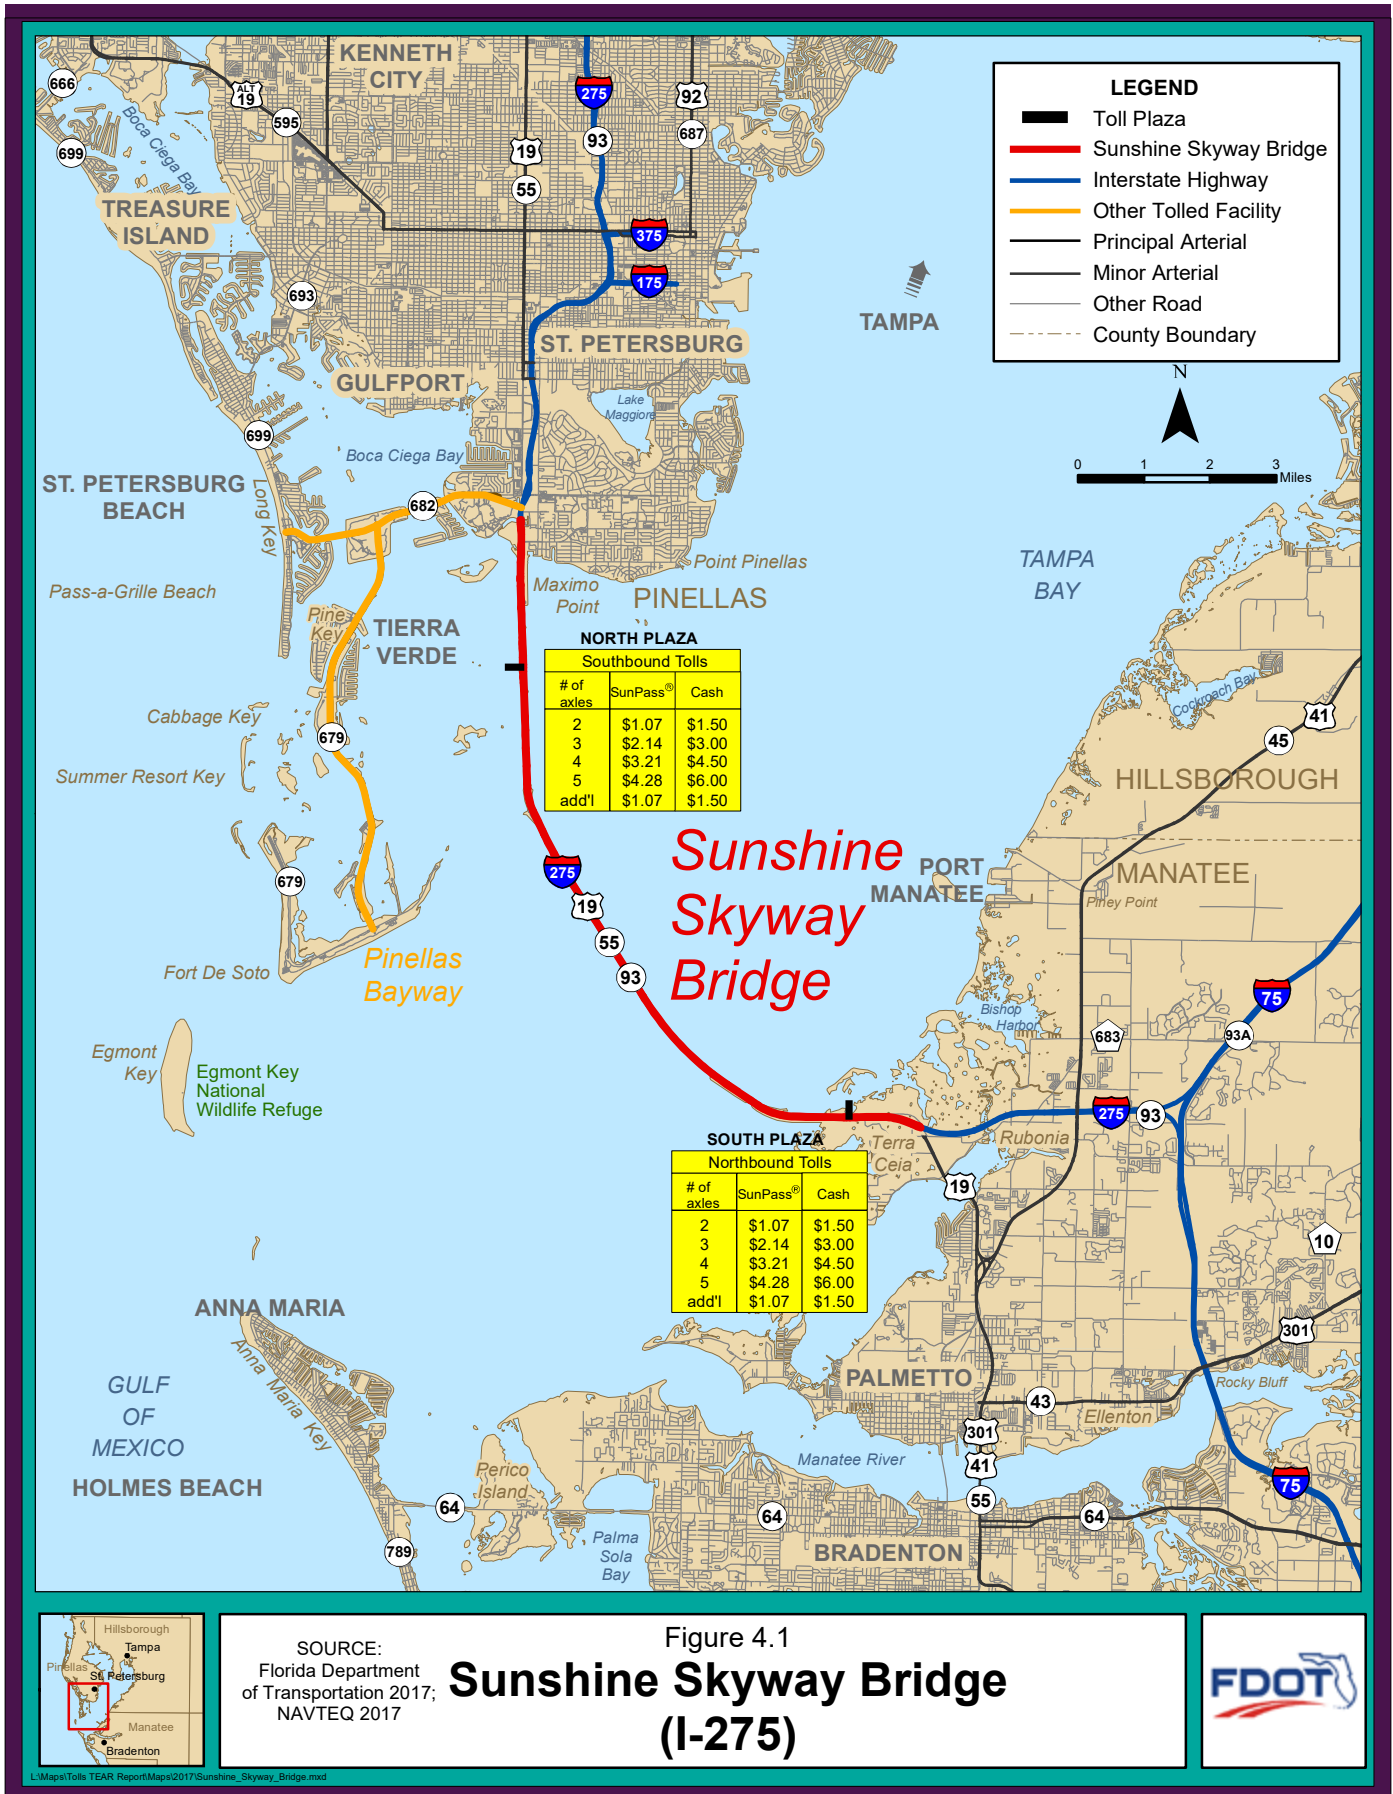 KENNETH
CITY
666
ALT
19
595
275
92
93
687
699
Boca Ciega Bay
19
55
TREASURE
ISLAND
375
175
693
ST. PETERSBURG
TAMPA
GULFPORT
Lake
Maggiore
699
Boca Ciega Bay
ST. PETERSBURG
BEACH
Long Key
682
Point Pinellas
Pass-a-Grille Beach
Maximo
Point
PINELLAS
Pine
Key
TIERRA
VERDE
TAMPA
BAY
LEGEND
Toll Plaza
Sunshine Skyway Bridge
Interstate Highway
Other Tolled Facility
Principal Arterial
Minor Arterial
Other Road
County Boundary
N
0 1 2 3
Miles
NORTH PLAZA
Southbound Tolls
# of axles SunPass® Cash
2 $1.07 $1.50
3 $2.14 $3.00
4 $3.21 $4.50
5 $4.28 $6.00
add'l $1.07 $1.50
Cabbage Key
679
Summer Resort Key
Cockroach Bay
41
45
HILLSBOROUGH
Sunshine
Skyway
Bridge
PORT
MANATEE
MANATEE
Piney Point
275
19
55
93
679
Fort De Soto
Pinellas
Bayway
75
Bishop
Harbor
683
93A
Egmont
Key
Egmont Key
National
Wildlife Refuge
275
93
SOUTH PLAZA
Terra
Ceia
Rubonia
19
Northbound Tolls
# of axles SunPass® Cash
2 $1.07 $1.50
3 $2.14 $3.00
4 $3.21 $4.50
5 $4.28 $6.00
add'l $1.07 $1.50
10
ANNA MARIA
Anna Maria Key
301
PALMETTO
Rocky Bluff
GULF
OF
MEXICO
43
Ellenton
301
Manatee River
41
Perico
Island
75
HOLMES BEACH
64
55
64
64
Palma
Sola
Bay
789
BRADENTON
Hillsborough
Tampa
Pinellas
St. Petersburg
Manatee
Bradenton
SOURCE:
Florida Department
of Transportation 2017;
NAVTEQ 2017
Figure 4.1
Sunshine Skyway Bridge
(I-275)
FDOT
L:\Maps\Tolls TEAR Report\Maps\2017\Sunshine_Skyway_Bridge.mxd